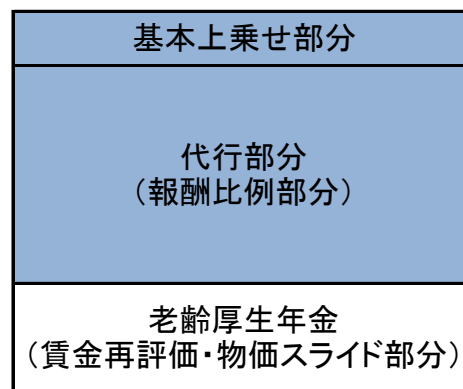 基本上乗せ部分
代行部分
（報酬比例部分）
老齢厚生年金
（賃金再評価・物価スライド部分）